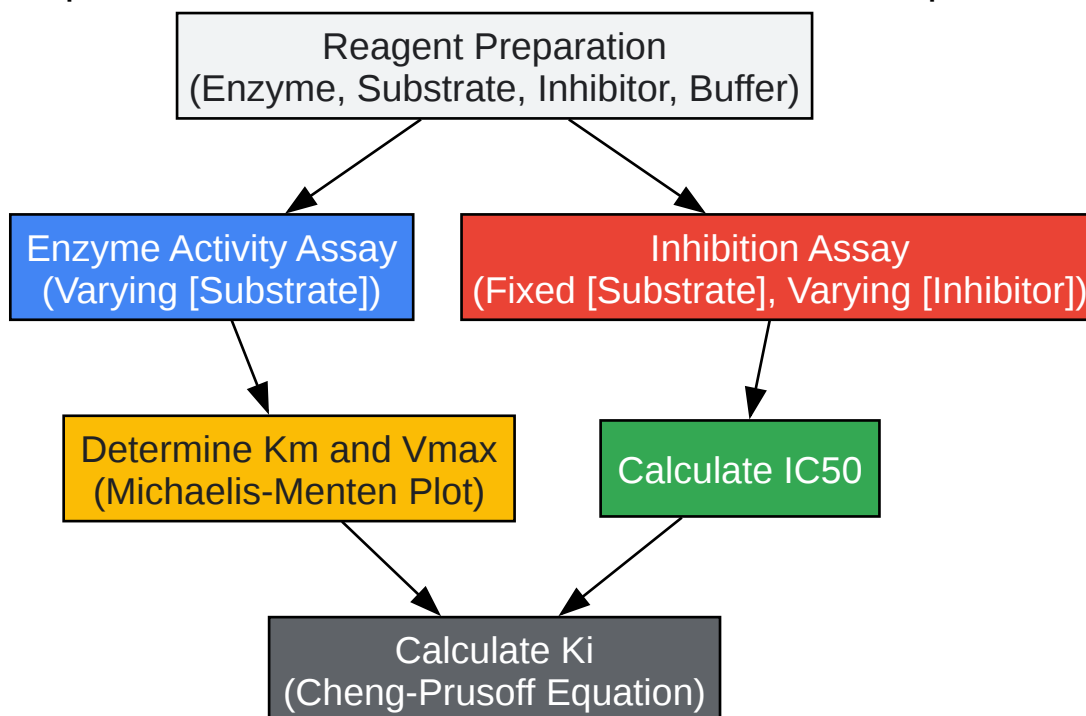 Reagent Preparation
(Enzyme, Substrate, Inhibitor, Buffer)
Enzyme Activity Assay
(Varying [Substrate])
Inhibition Assay
(Fixed [Substrate], Varying [Inhibitor])
Determine Km and Vmax
(Michaelis-Menten Plot)
Calculate IC50
Calculate Ki
(Cheng-Prusoff Equation)